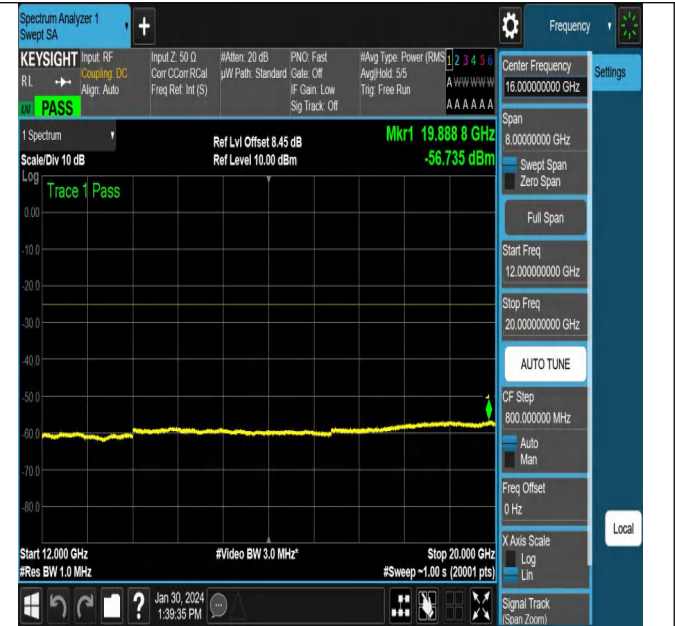 Spectrum Analyzer 1
Swept SA
+
Frequency
KEYSIGHT
RL
LXI PASS
Input: RF
Coupling: DC
Align: Auto
Input Z: 50 Ω
Corr CCorr RCal
Freq Ref: Int (S)
#Atten: 20 dB
µW Path: Standard
PNO: Fast
Gate: Off
IF Gain: Low
Sig Track: Off
#Avg Type: Power (RMS
Avg|Hold: 5/5
Trig: Free Run
1 2 3 4 5 6
A W W W W W
A A A A A A
1 Spectrum
Scale/Div 10 dB
Ref Lvl Offset 8.45 dB
Ref Level 10.00 dBm
Mkr1 19.888 8 GHz
-56.735 dBm
Log
Trace 1 Pass
0.00
-10.0
-20.0
-30.0
-40.0
-50.0
-60.0
-70.0
-80.0
1
Start 12.000 GHz
#Res BW 1.0 MHz
#Video BW 3.0 MHz*
Stop 20.000 GHz
#Sweep ~1.00 s (20001 pts)
Settings
Center Frequency
16.000000000 GHz
Span
8.00000000 GHz
Swept Span
Zero Span
Full Span
Start Freq
12.000000000 GHz
Stop Freq
20.000000000 GHz
AUTO TUNE
CF Step
800.000000 MHz
Auto
Man
Freq Offset
0 Hz
X Axis Scale
Log
Lin
Signal Track
(Span Zoom)
Local
?
Jan 30, 2024
1:39:35 PM